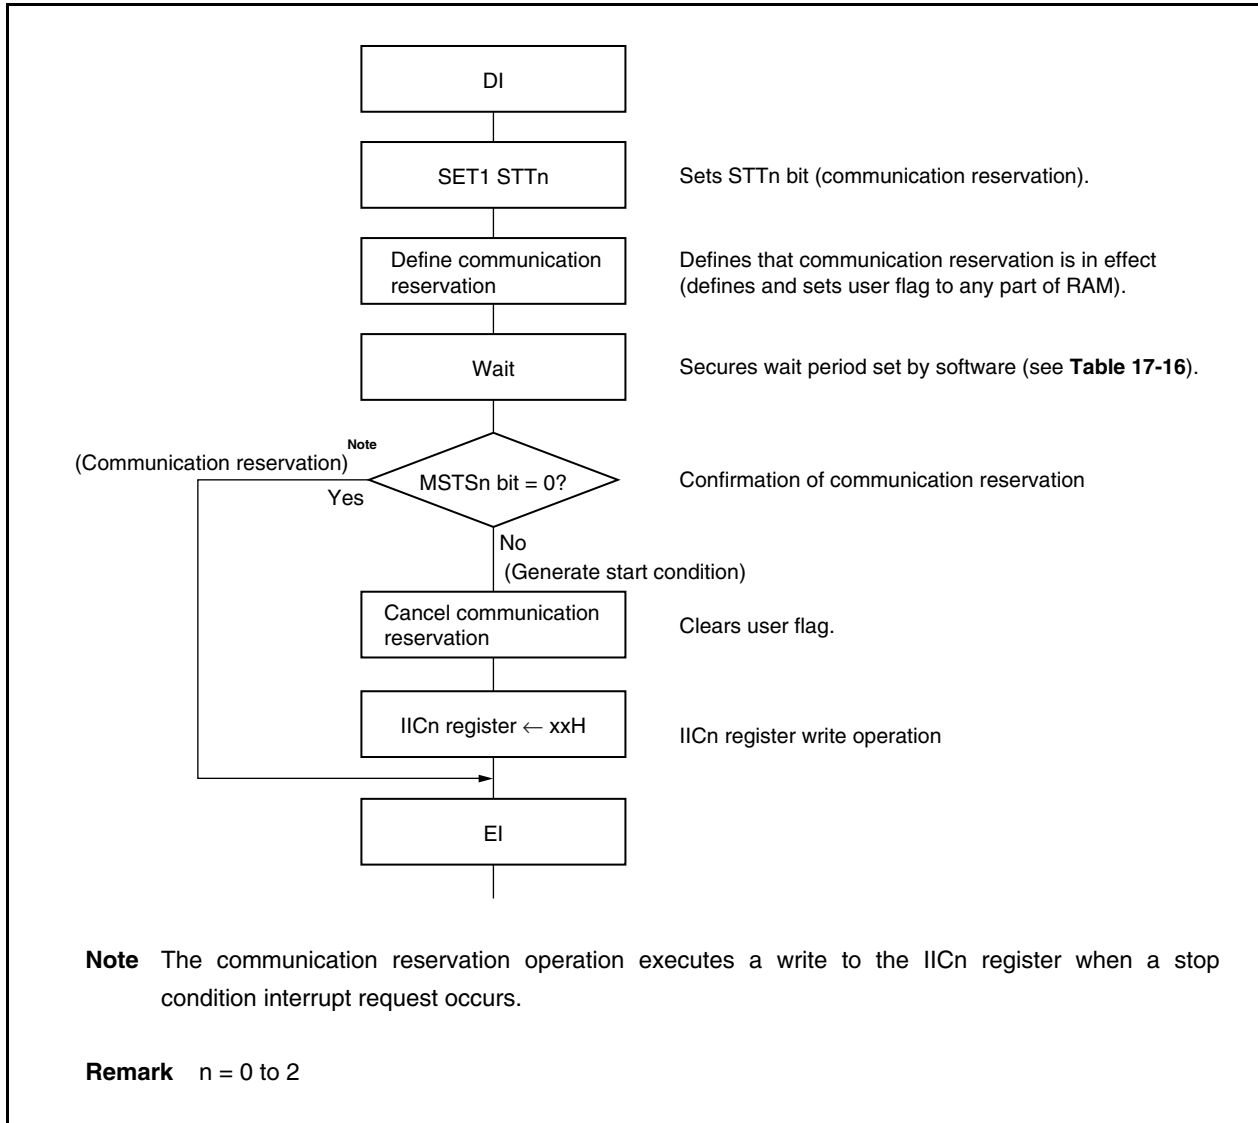 DI
SET1 STTn
Sets STTn bit (communication reservation).
Define communication
reservation
Defines that communication reservation is in effect
(defines and sets user flag to any part of RAM).
Wait
Secures wait period set by software (see Table 17-16).
(Communication reservation)Note
Yes
MSTSn bit = 0?
Confirmation of communication reservation
No
(Generate start condition)
Cancel communication
reservation
Clears user flag.
IICn register ← xxH
IICn register write operation
EI
Note The communication reservation operation executes a write to the IICn register when a stop
condition interrupt request occurs.
Remark n = 0 to 2